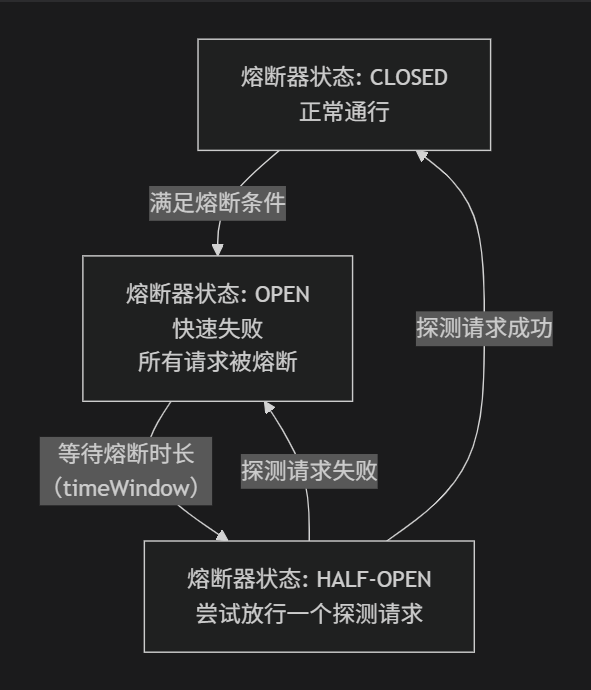 熔断器状态: CLOSED
正常通行
满足熔断条件
熔断器状态: OPEN
快速失败
所有请求被熔断
探测请求成功
等待熔断时长
（timeWindow）
探测请求失败
熔断器状态: HALF-OPEN
尝试放行一个探测请求